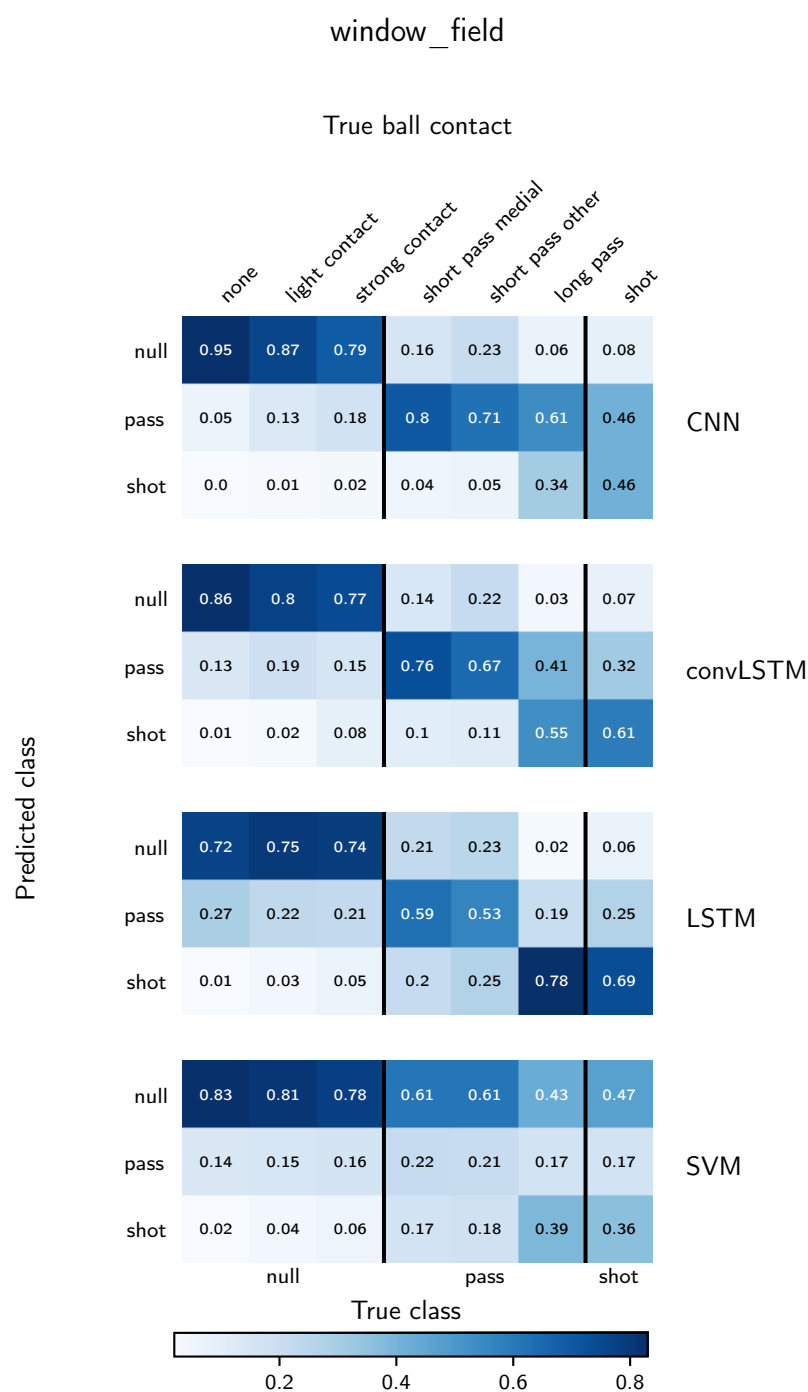 window_field
True ball contact
none light contact strong contact short pass medial short pass other long pass shot
null 0.95 0.87 0.79 0.16 0.23 0.06 0.08
pass 0.05 0.13 0.18 0.8 0.71 0.61 0.46 CNN
shot 0.0 0.01 0.02 0.04 0.05 0.34 0.46
null 0.86 0.8 0.77 0.14 0.22 0.03 0.07
pass 0.13 0.19 0.15 0.76 0.67 0.41 0.32 convLSTM
shot 0.01 0.02 0.08 0.1 0.11 0.55 0.61
Predicted class
null 0.72 0.75 0.74 0.21 0.23 0.02 0.06
pass 0.27 0.22 0.21 0.59 0.53 0.19 0.25 LSTM
shot 0.01 0.03 0.05 0.2 0.25 0.78 0.69
null 0.83 0.81 0.78 0.61 0.61 0.43 0.47
pass 0.14 0.15 0.16 0.22 0.21 0.17 0.17 SVM
shot 0.02 0.04 0.06 0.17 0.18 0.39 0.36
null pass shot
True class
0.2 0.4 0.6 0.8